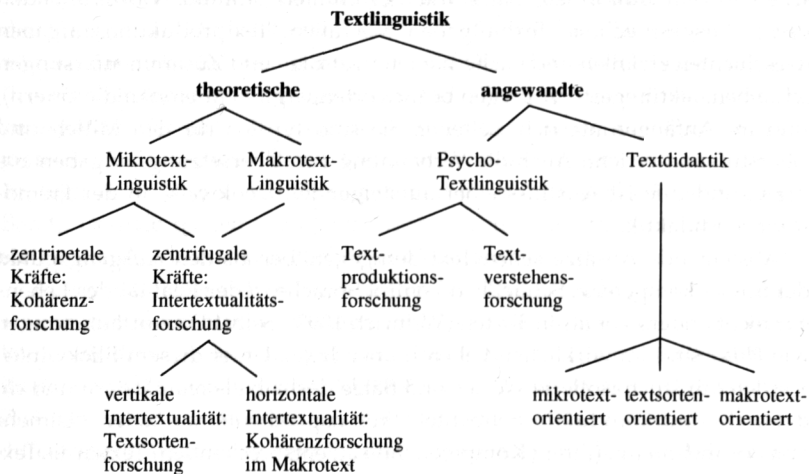 Textlinguistik
theoretische
angewandte
Mikrotext-
Linguistik
Makrotext-
Linguistik
Psycho-
Textlinguistik
Textdidaktik
zentripetale
Kräfte:
Kohärenz-
forschung
zentrifugale
Kräfte:
Intertextualitäts-
forschung
Text-
produktions-
forschung
Text-
verstehens-
forschung
vertikale
Intertextualität:
Textsorten-
forschung
horizontale
Intertextualität:
Kohärenzforschung
im Makrotext
mikrotext-
orientiert
textsorten-
orientiert
makrotext-
orientiert